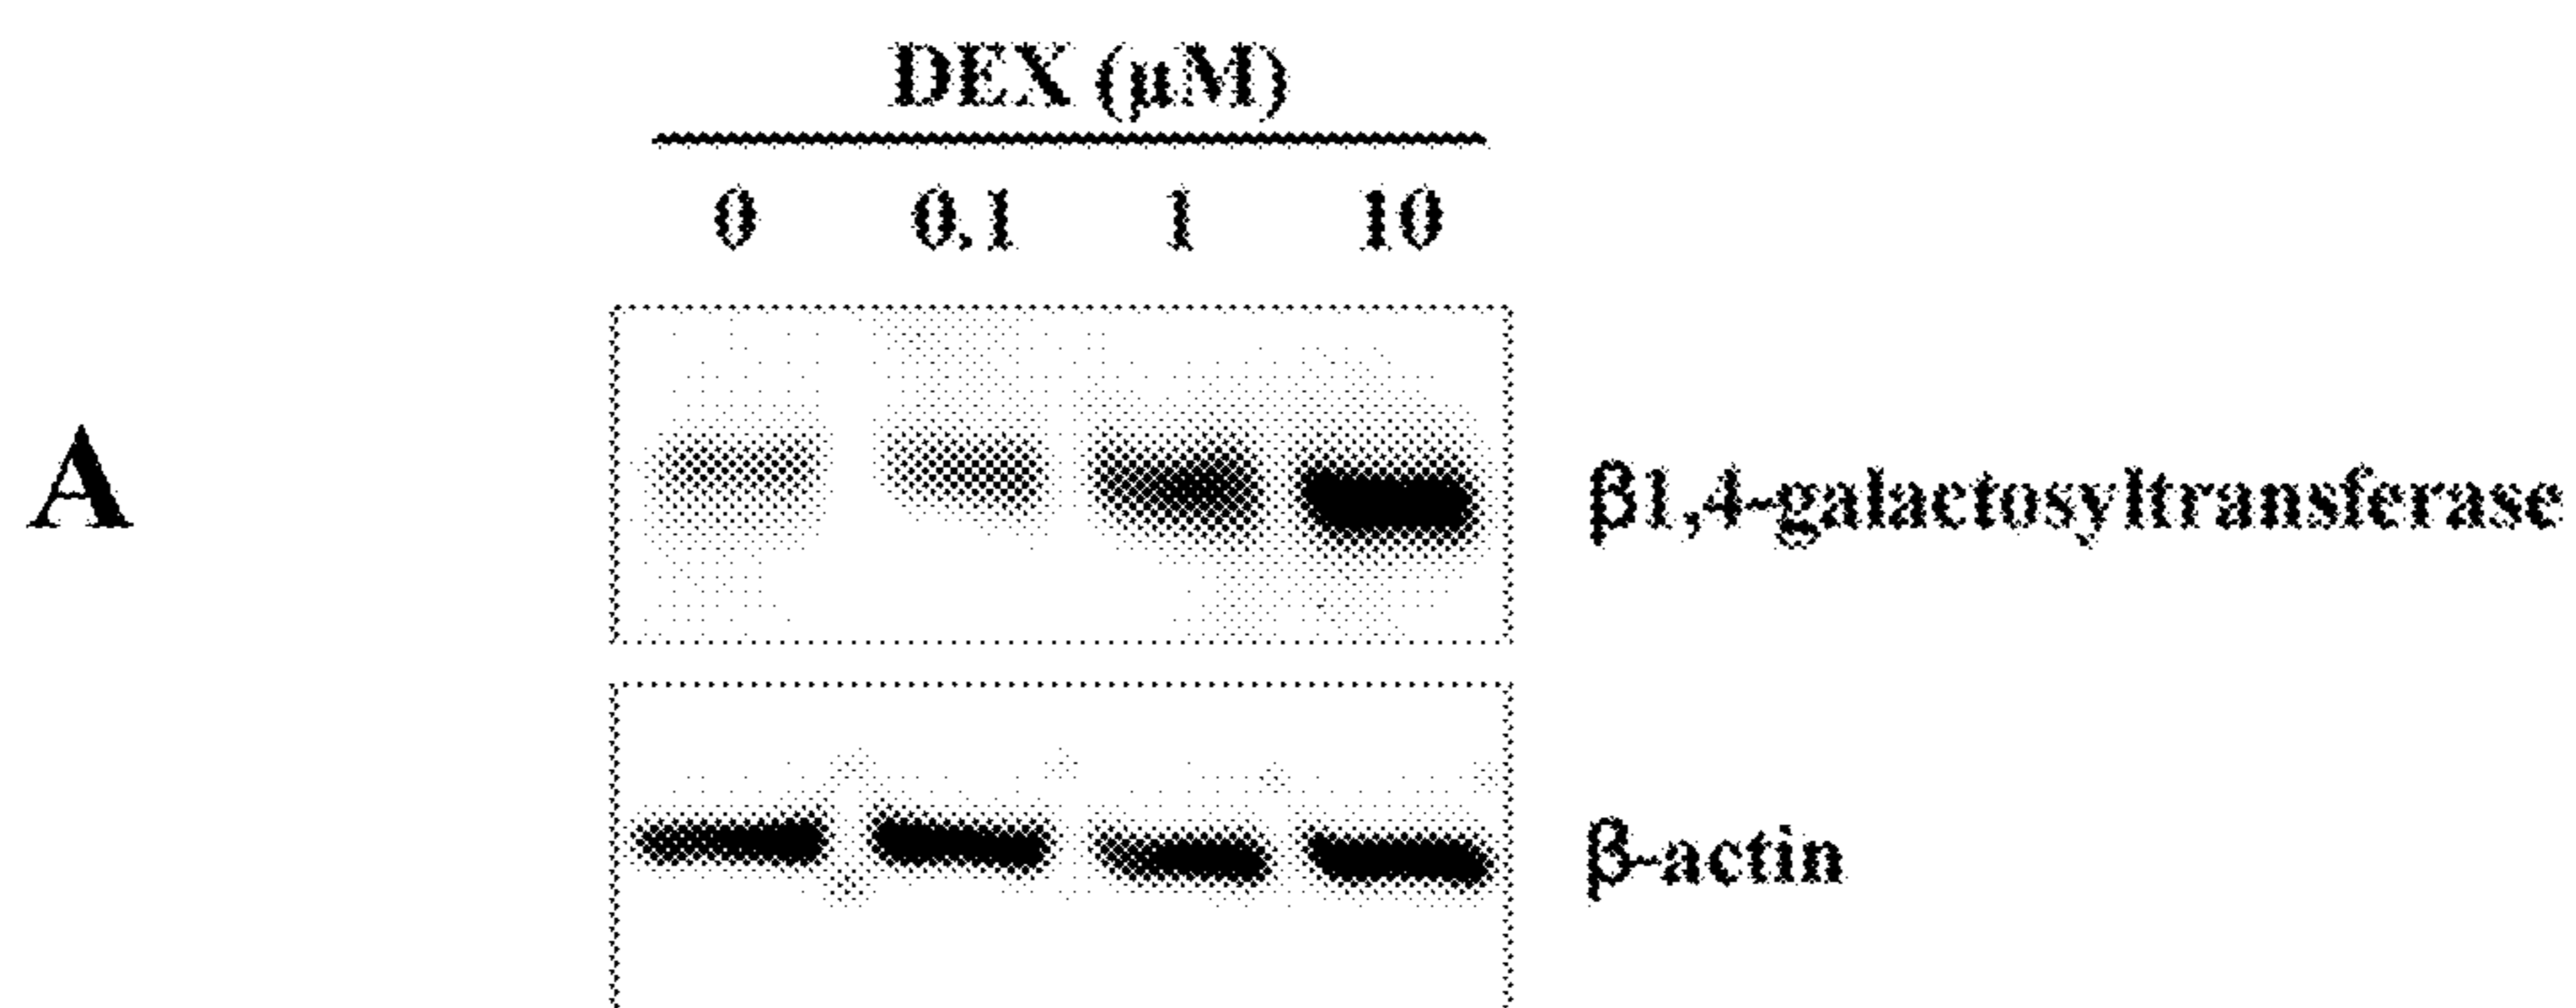 DEX (μM)
0 0.1 1 10
A
β1,4-galactosyltransferase
β-actin